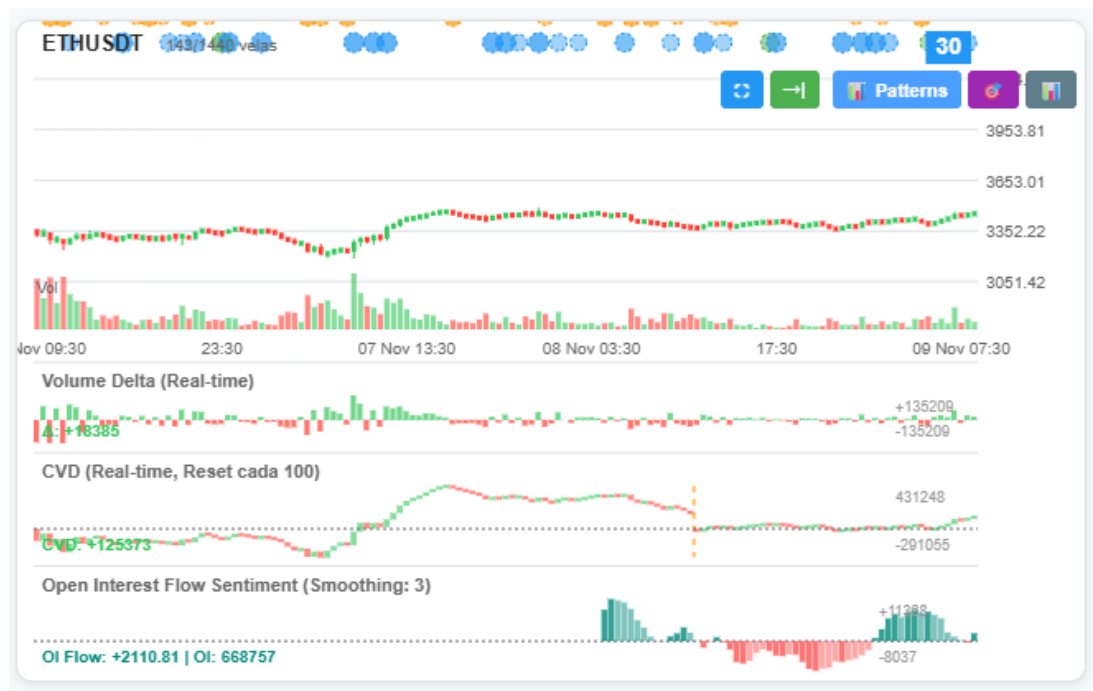 ETHUSDT 143/1440 velas
30
Patterns
3953.81
3653.01
3352.22
3051.42
Vol
Nov 09:30 23:30 07 Nov 13:30 08 Nov 03:30 17:30 09 Nov 07:30
Volume Delta (Real-time)
+135209
Δ: +18385
-135209
CVD (Real-time, Reset cada 100)
431248
CVD: +125373
-291055
Open Interest Flow Sentiment (Smoothing: 3)
OI Flow: +2110.81 | OI: 668757
-8037